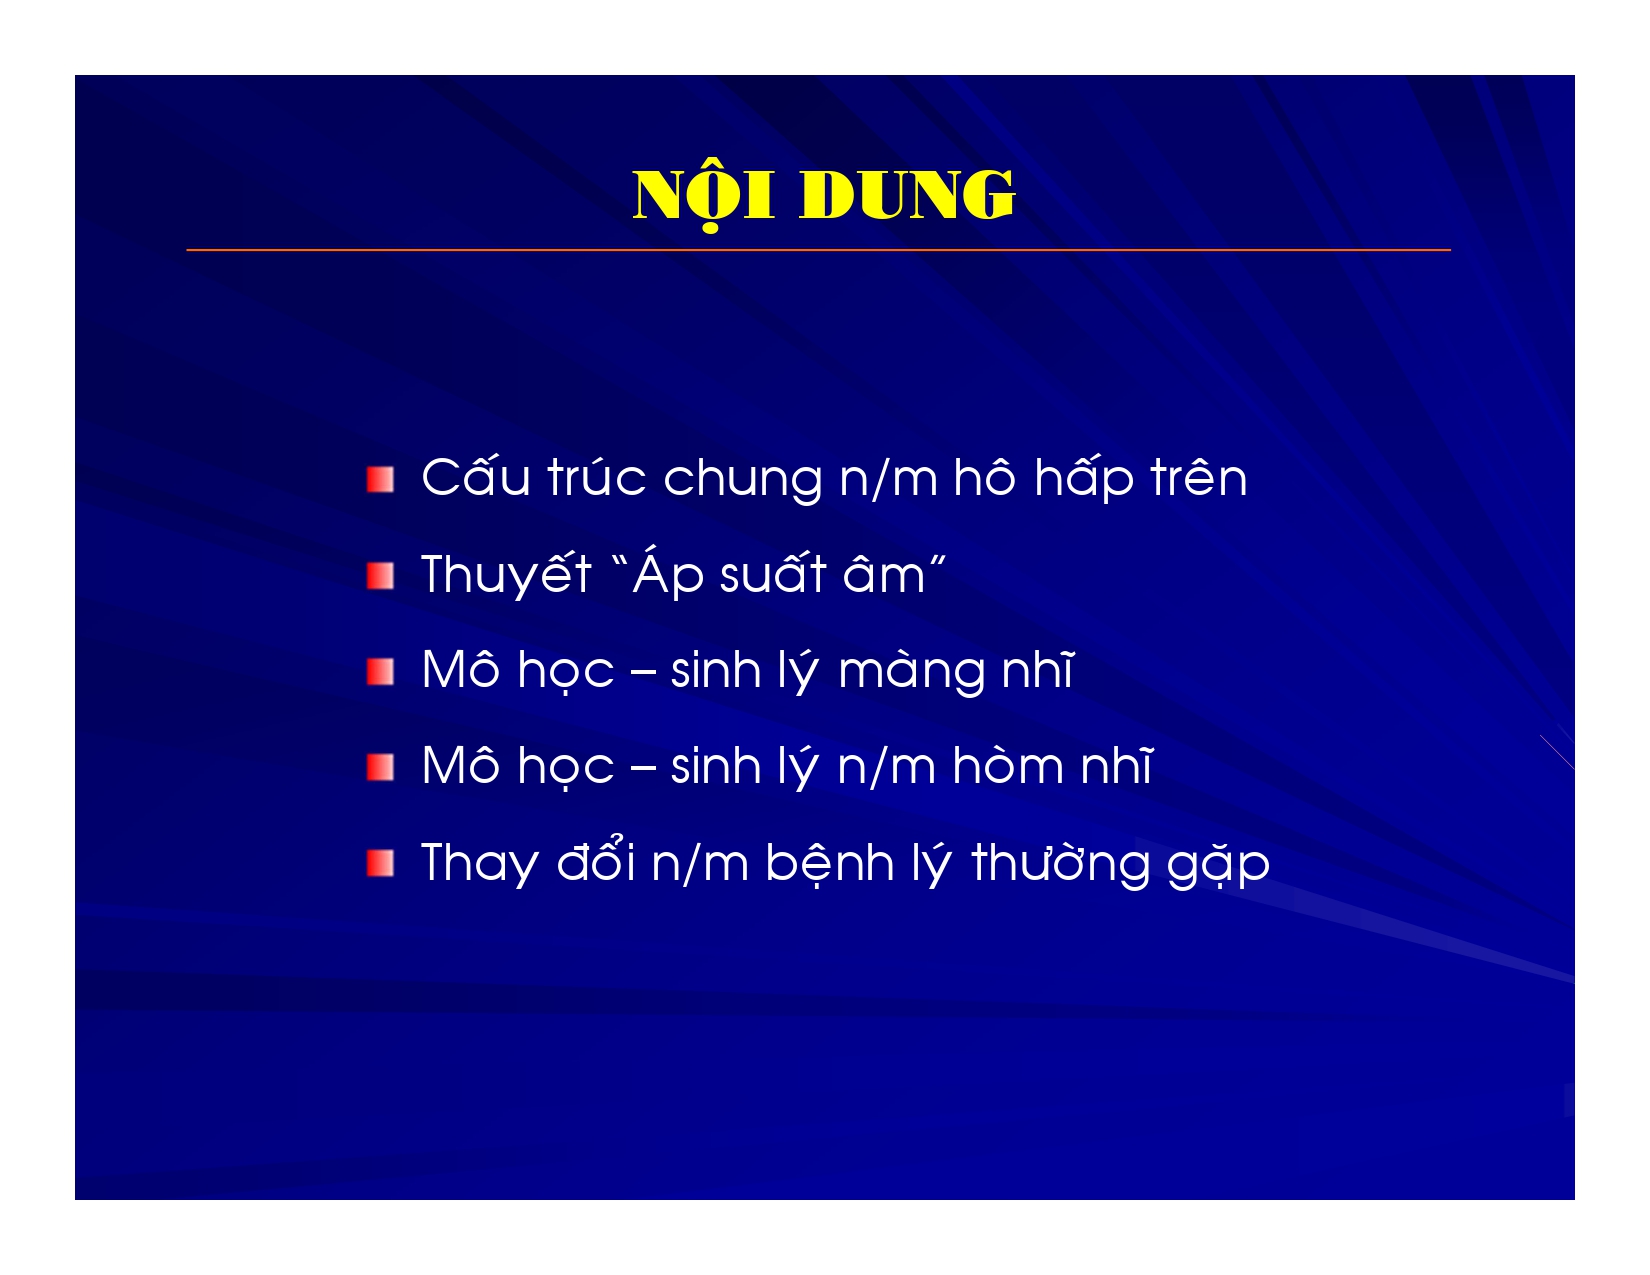 NỘI DUNG
Cấu trúc chung n/m hô hấp trên
Thuyết “Áp suất âm”
Mô học – sinh lý màng nhĩ
Mô học – sinh lý n/m hòm nhĩ
Thay đổi n/m bệnh lý thường gặp